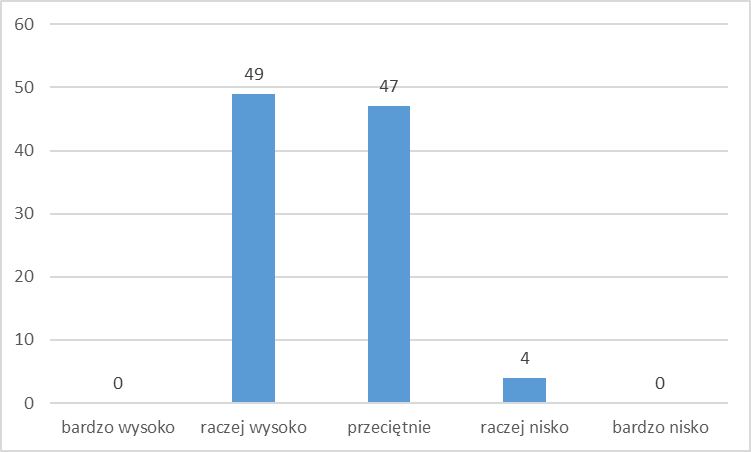 60
50
40
30
20
10
0
0
49
47
4
0
bardzo wysoko
raczej wysoko
przeciętnie
raczej nisko
bardzo nisko